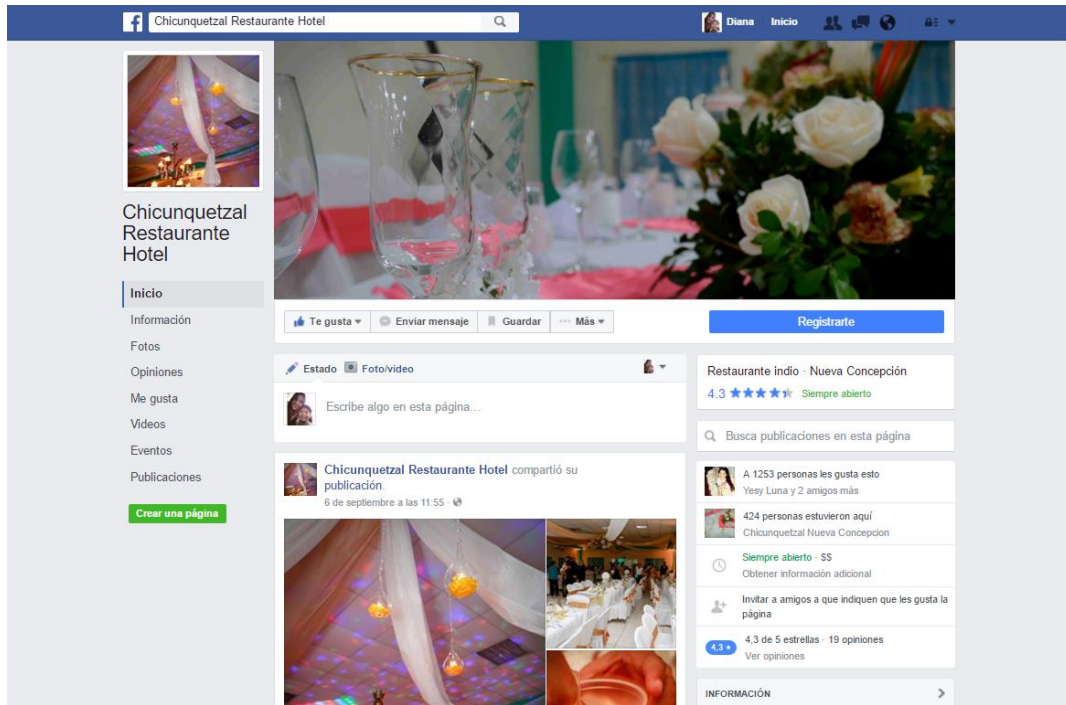 Chicunquetzal Restaurante Hotel
Diana Inicio
Chicunquetzal
Restaurante
Hotel
Inicio
Información
Fotos
Opiniones
Me gusta
Videos
Eventos
Publicaciones
Crear una página
Te gusta Enviar mensaje Guardar Más
Registrarte
Estado Foto/video
Escribe algo en esta página...
Chicunquetzal Restaurante Hotel compartió su
publicación.
6 de septiembre a las 11:55 ·
Restaurante indio · Nueva Concepción
4.3 Siempre abierto
Busca publicaciones en esta página
A 1253 personas les gusta esto
Yesy Luna y 2 amigos más
424 personas estuvieron aquí
Chicunquetzal Nueva Concepcion
Siempre abierto · $$
Obtener información adicional
Invitar a amigos a que indiquen que les gusta la
página
4,3 4,3 de 5 estrellas · 19 opiniones
Ver opiniones
INFORMACIÓN